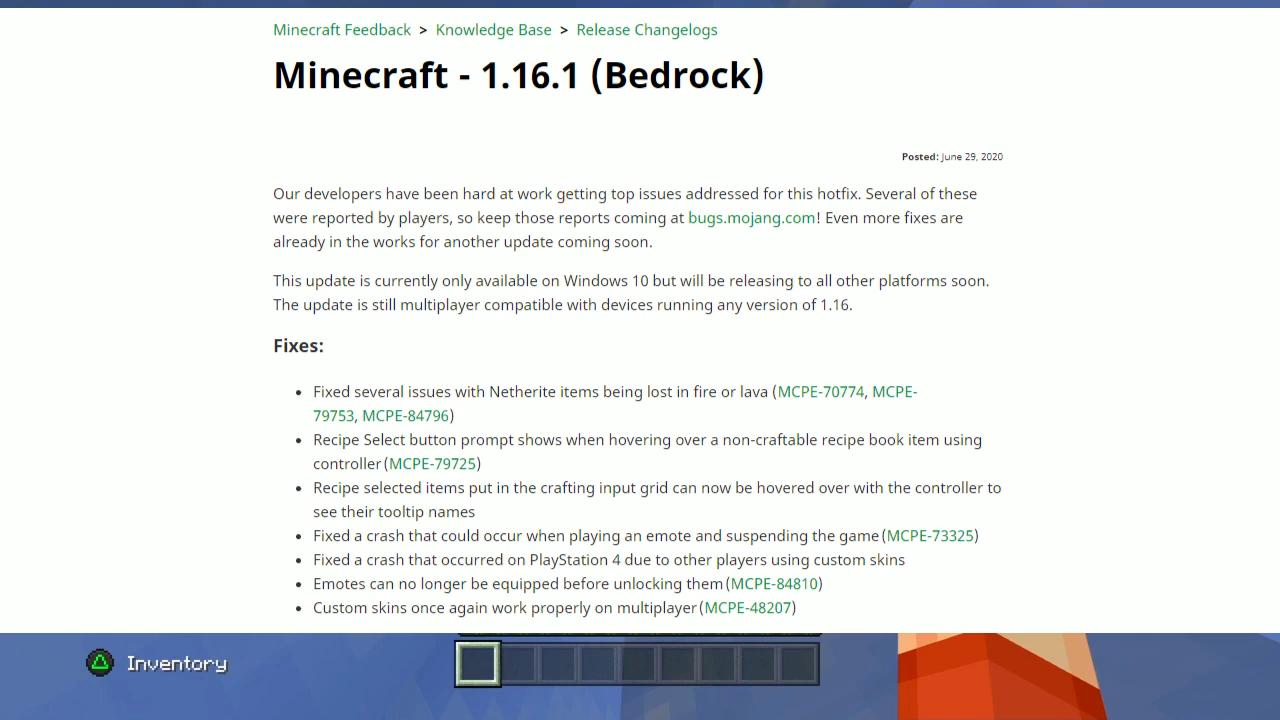 Minecraft Feedback > Knowledge Base > Release Changelogs
Minecraft - 1.16.1 (Bedrock)
Posted: June 29, 2020
Our developers have been hard at work getting top issues addressed for this hotfix. Several of these
were reported by players, so keep those reports coming at bugs.mojang.com! Even more fixes are
already in the works for another update coming soon.
This update is currently only available on Windows 10 but will be releasing to all other platforms soon.
The update is still multiplayer compatible with devices running any version of 1.16.
Fixes:
• Fixed several issues with Netherite items being lost in fire or lava (MCPE-70774, MCPE-
79753, MCPE-84796)
• Recipe Select button prompt shows when hovering over a non-craftable recipe book item using
controller (MCPE-79725)
• Recipe selected items put in the crafting input grid can now be hovered over with the controller to
see their tooltip names
• Fixed a crash that could occur when playing an emote and suspending the game (MCPE-73325)
• Fixed a crash that occurred on PlayStation 4 due to other players using custom skins
• Emotes can no longer be equipped before unlocking them (MCPE-84810)
• Custom skins once again work properly on multiplayer (MCPE-48207)
Inventory